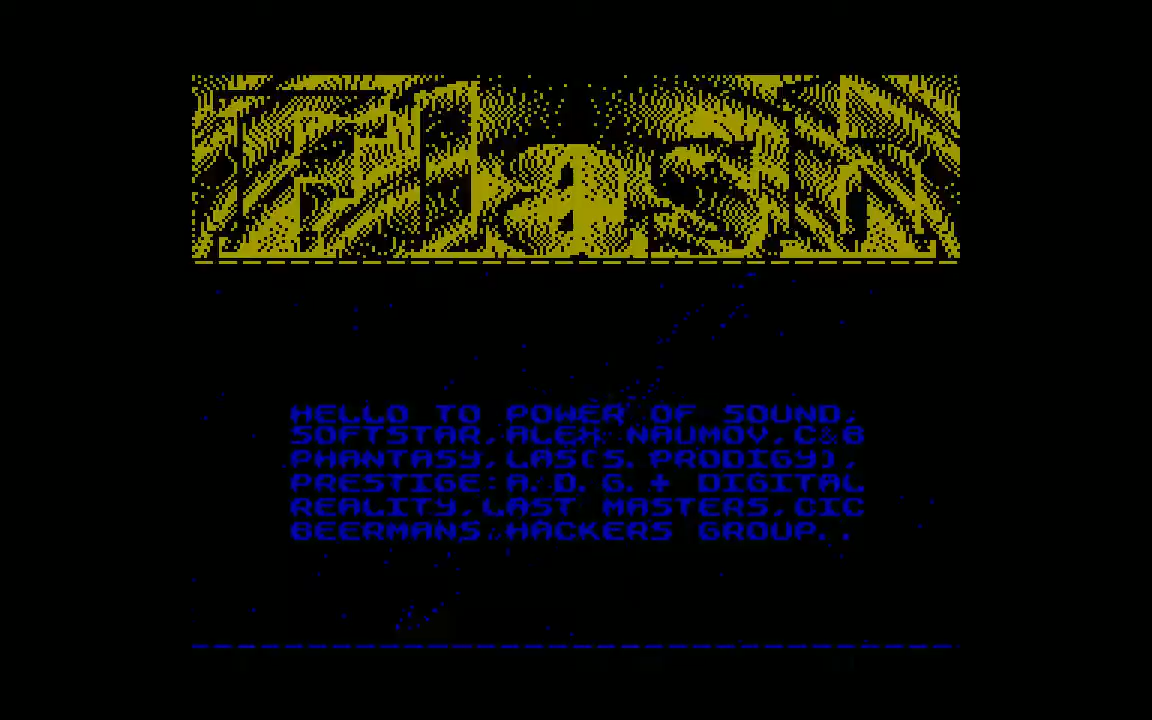 Flash
HELLO TO POWER OF SOUND,
SOFTSTAR,ALEX NAUMOV,C&B
PHANTASY,LAS(S.PRODIGY),
PRESTIGE:A.D.G.+ DIGITAL
REALITY,LAST MASTERS,CIC
BEERMANS,HACKERS GROUP..